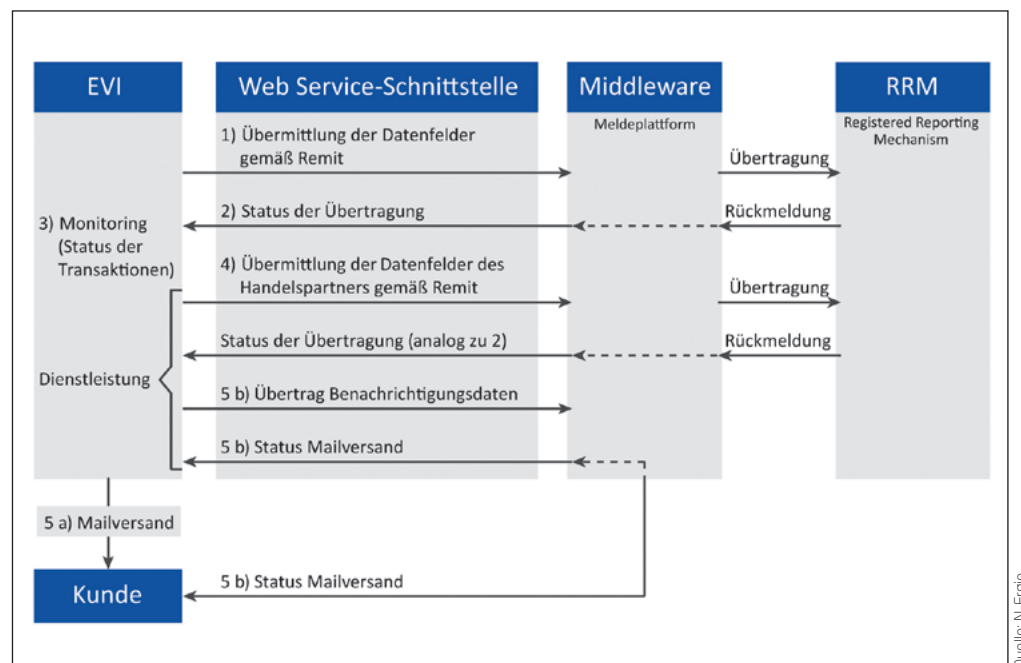 EVI
Web Service-Schnittstelle
Middleware
RRM
Meldeplattform
Registered Reporting
Mechanism
1) Übermittlung der Datenfelder
gemäß Remit
Übertragung
2) Status der Übertragung
Rückmeldung
3) Monitoring
(Status der
Transaktionen)
4) Übermittlung der Datenfelder des
Handelspartners gemäß Remit
Übertragung
Status der Übertragung (analog zu 2)
Rückmeldung
Dienstleistung
5 b) Übertrag Benachrichtigungsdaten
5 b) Status Mailversand
5 a) Mailversand
5 b) Status Mailversand
Kunde
Quelle: N-Ergie